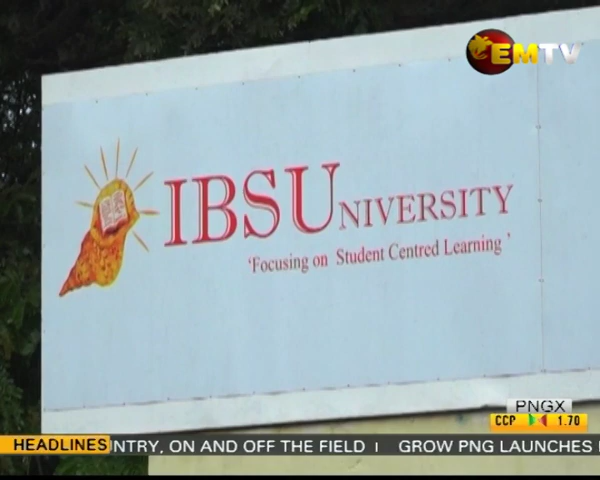 EMTV
IBSUNIVERSITY
'Focusing on Student Centred Learning'
PNGX
CCP 1.70
HEADLINES NTRY, ON AND OFF THE FIELD | GROW PNG LAUNCHES